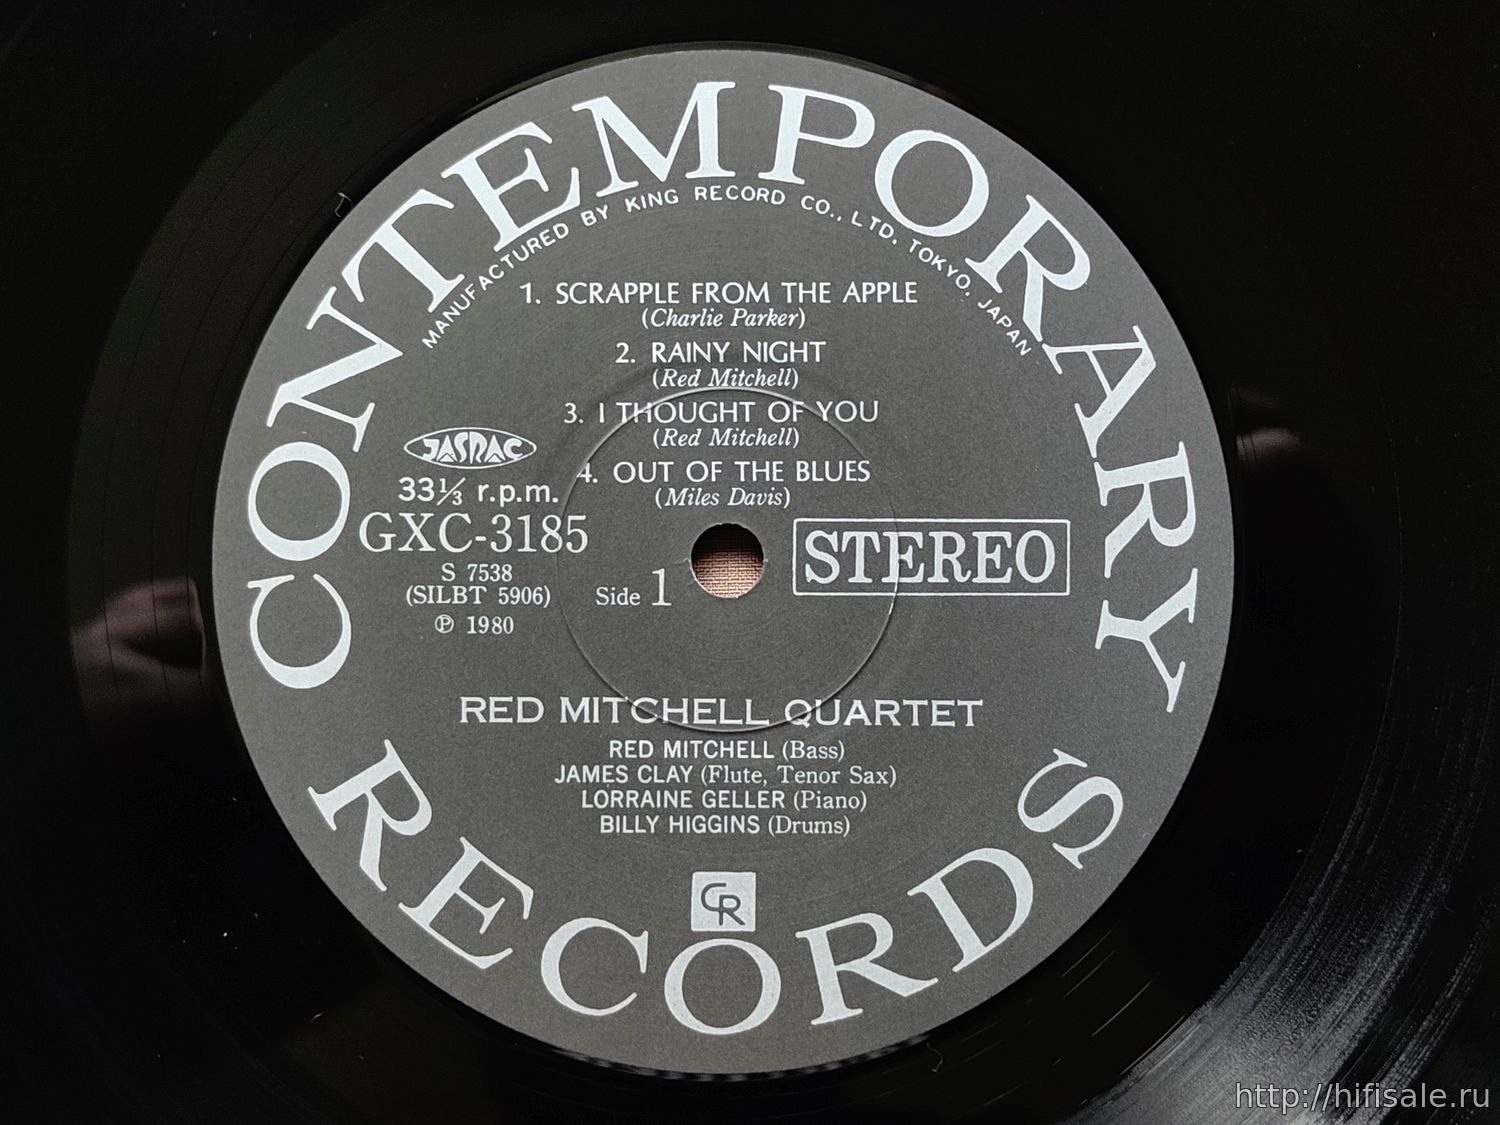 CONTEMPORARY
MANUFACTURED BY KING RECORD CO., LTD. TOKYO. JAPAN
1. SCRAPPLE FROM THE APPLE
(Charlie Parker)
2. RAINY NIGHT
(Red Mitchell)
3. I THOUGHT OF YOU
(Red Mitchell)
4. OUT OF THE BLUES
(Miles Davis)
JASRAC
33 1/3 r.p.m.
GXC-3185
S 7538
(SILBT 5906)
℗ 1980
Side 1
STEREO
RED MITCHELL QUARTET
RED MITCHELL (Bass)
JAMES CLAY (Flute, Tenor Sax)
LORRAINE GELLER (Piano)
BILLY HIGGINS (Drums)
CR
RECORDS
http://hifisale.ru